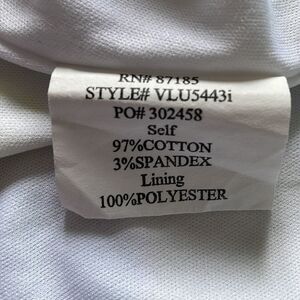 RN# 87185
STYLE# VLU5443i
PO# 302458
Self
97%COTTON
3%SPANDEX
Lining
100%POLYESTER